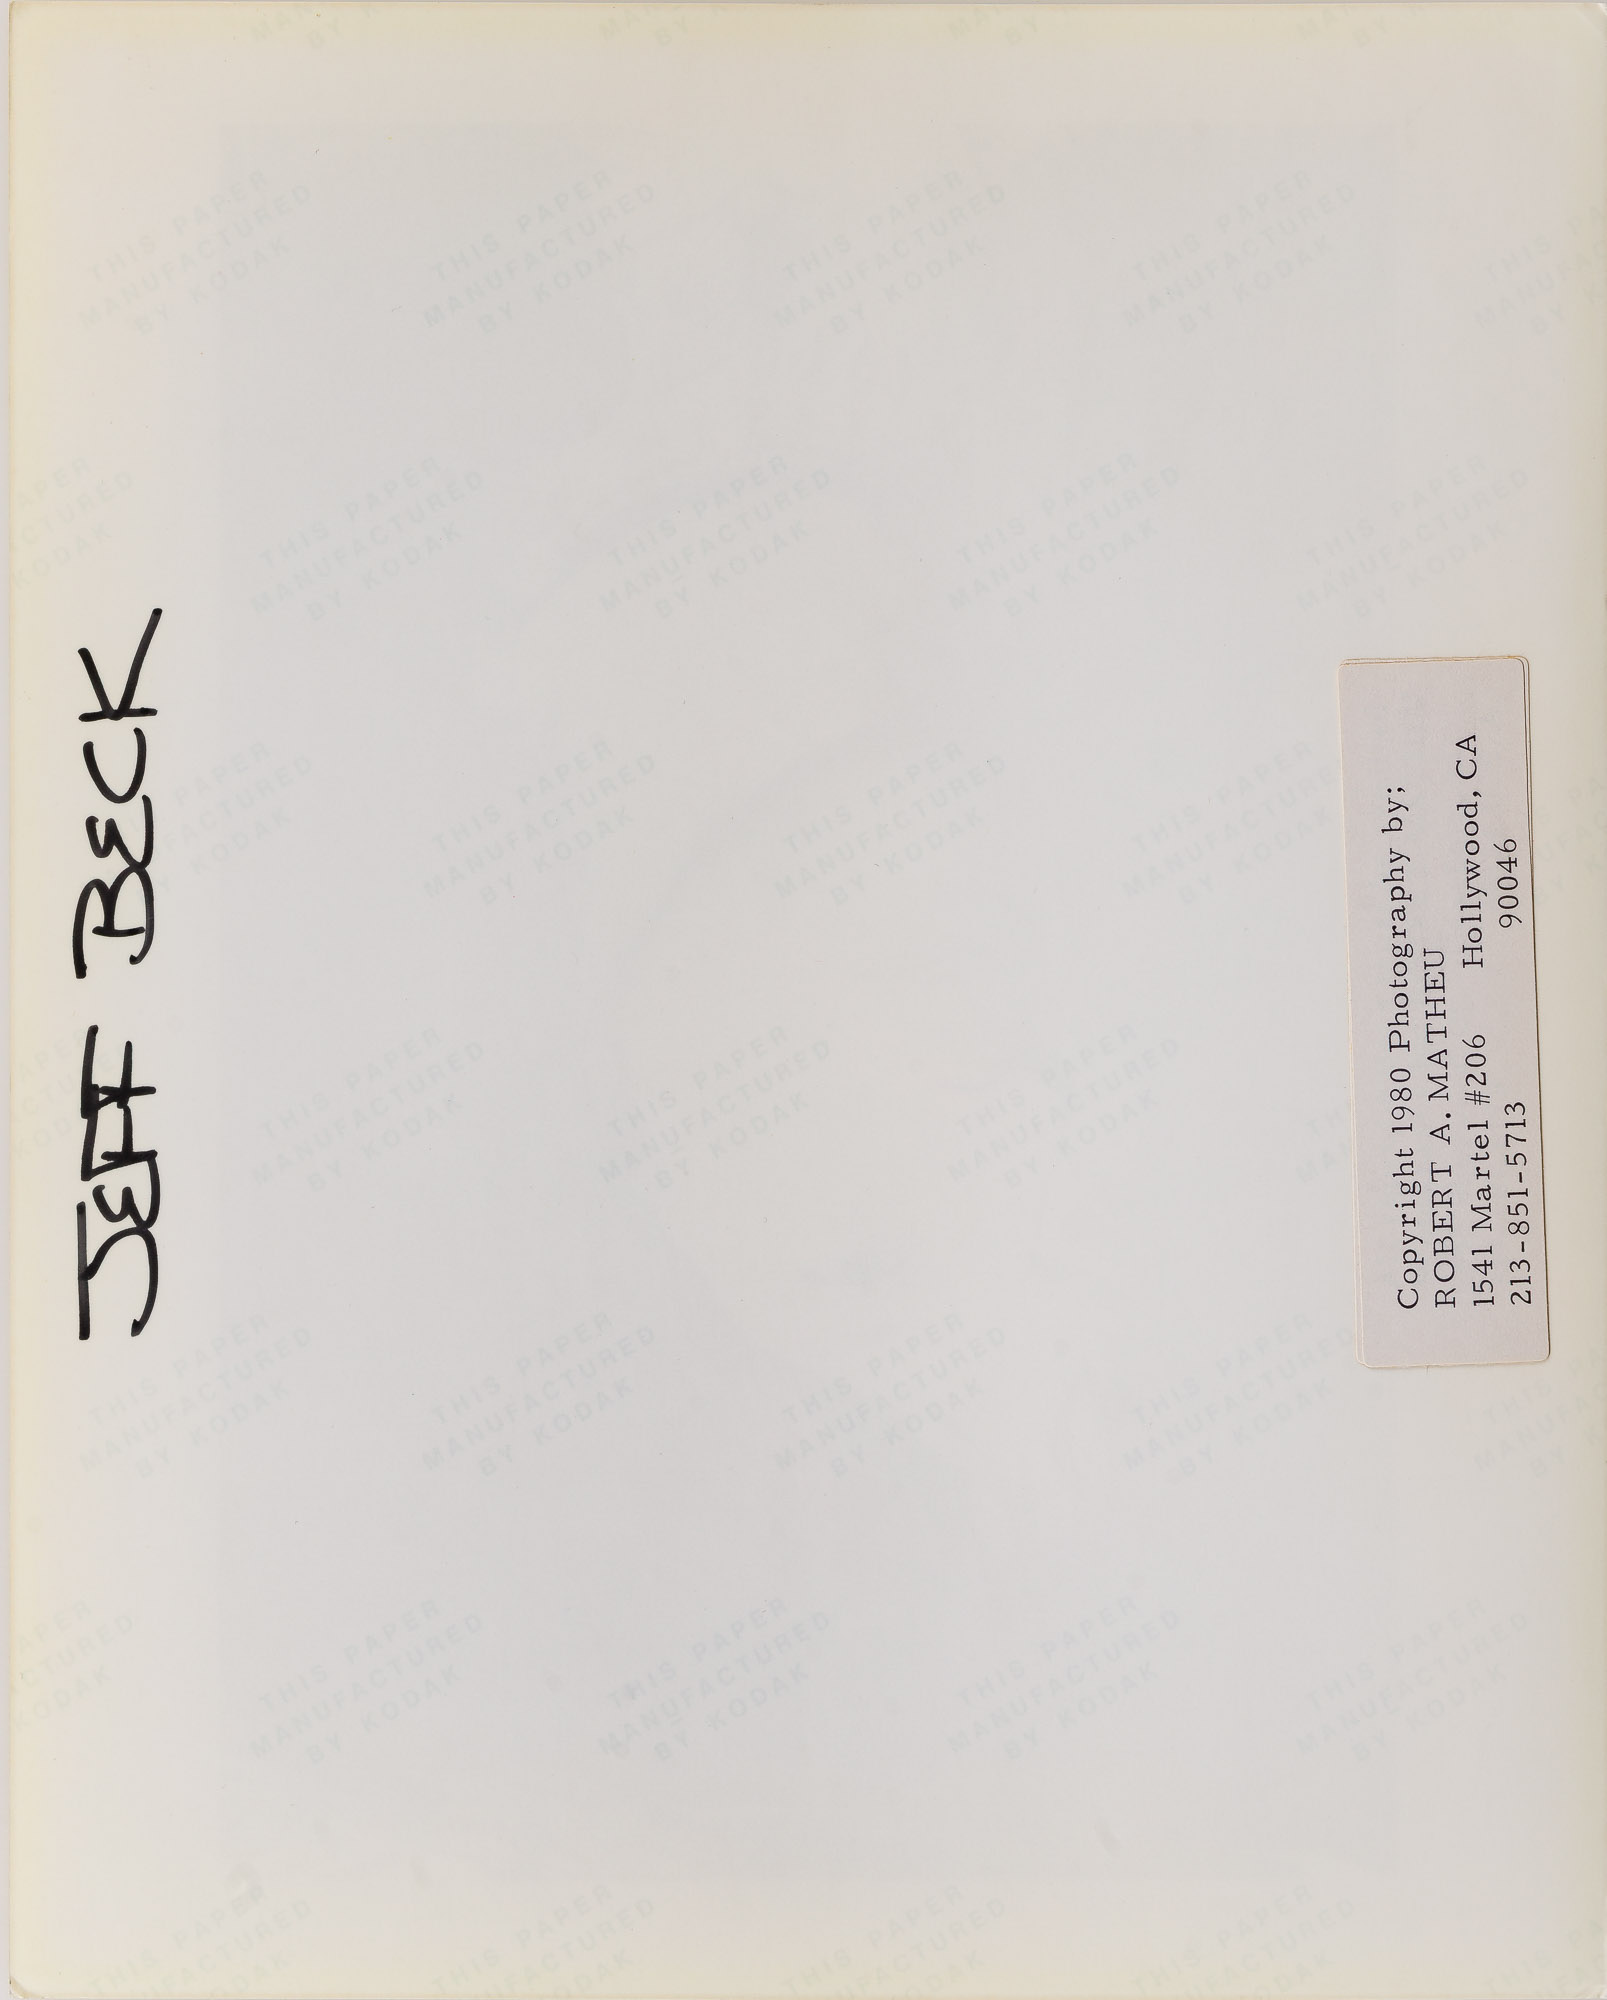 JEFF BECK
Copyright 1980 Photography by;
ROBERT A. MATHEU
1541 Martel #206 Hollywood, CA
213-851-5713 90046
THIS PAPER
MANUFACTURED
BY KODAK